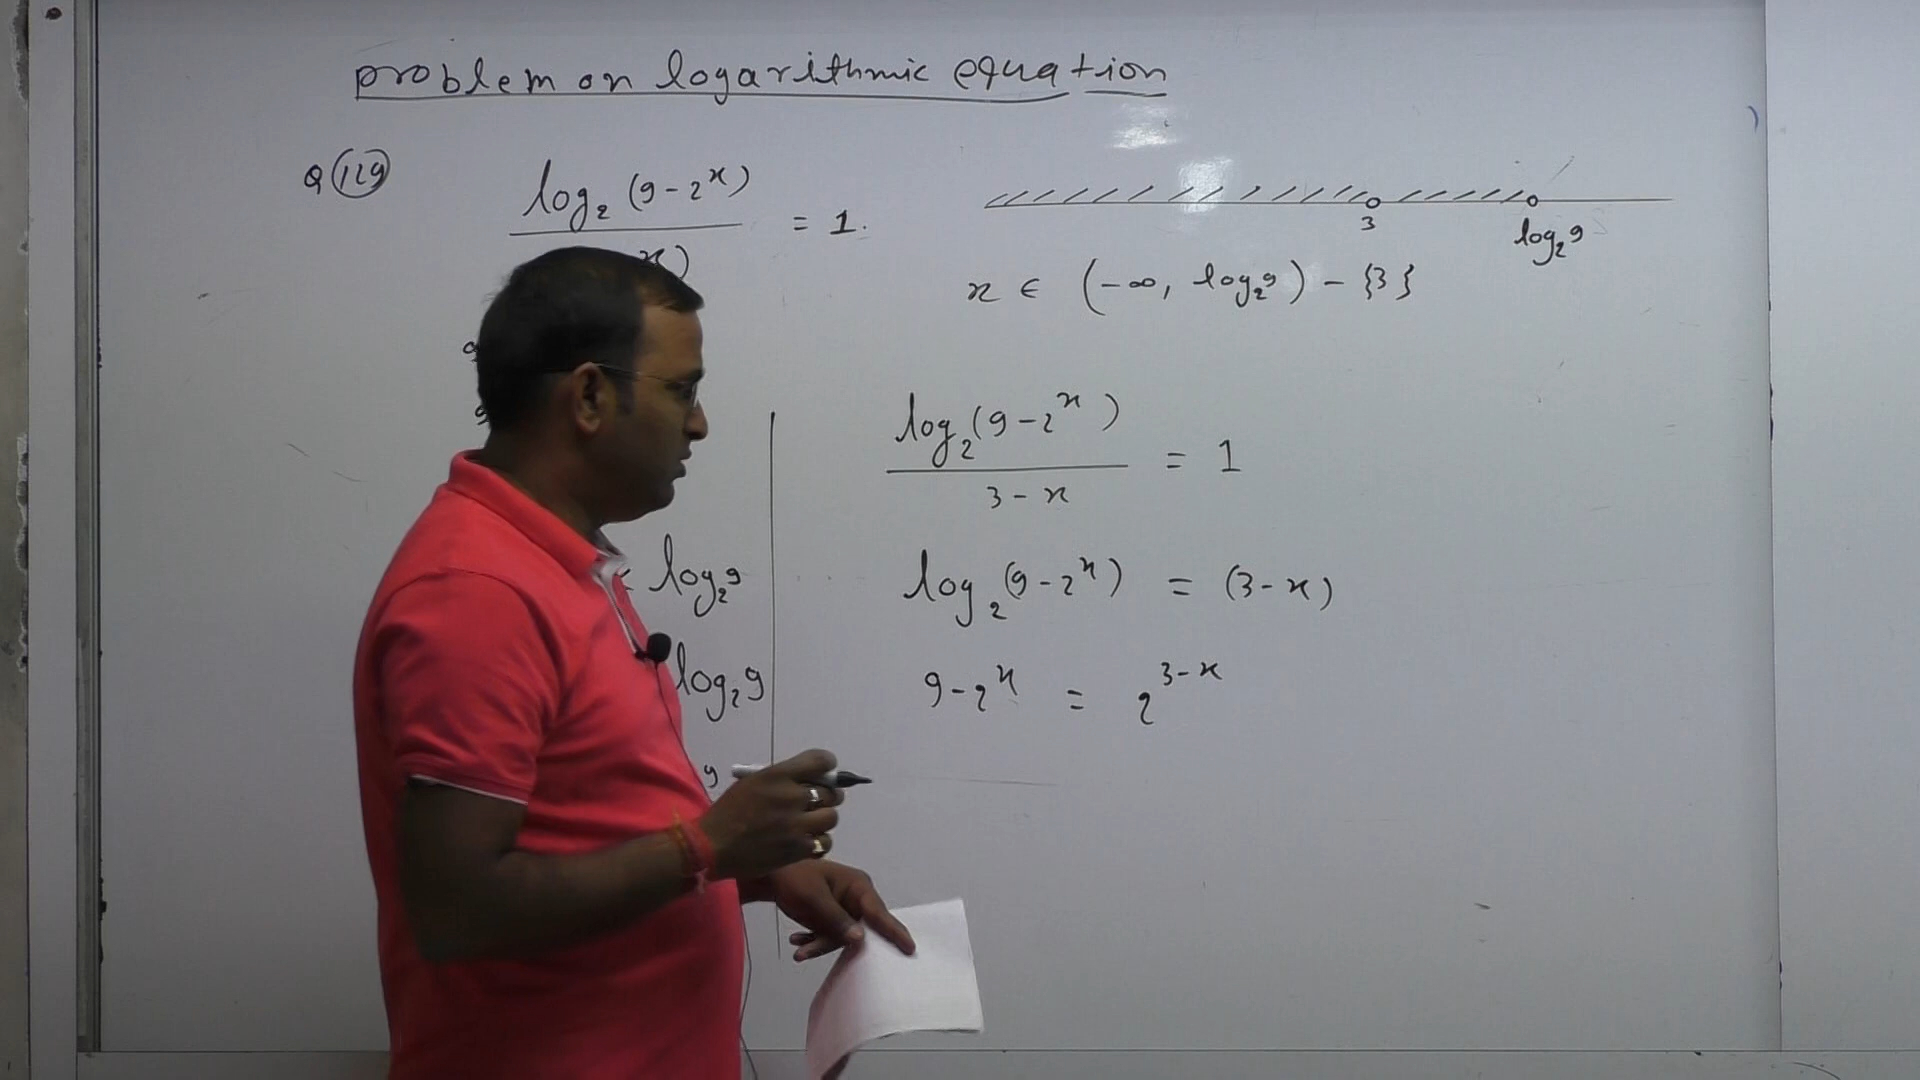 problem on logarithmic equation
Q 129
log₂ (9 - 2ˣ)
= 1.
x)
3
log₂9
x ∈ (-∞, log₂9) - {3}
< log₂9
log₂9
9
log₂(9 - 2ˣ)
= 1
3 - x
log₂(9 - 2ˣ) = (3 - x)
9 - 2ˣ = 2³⁻ˣ